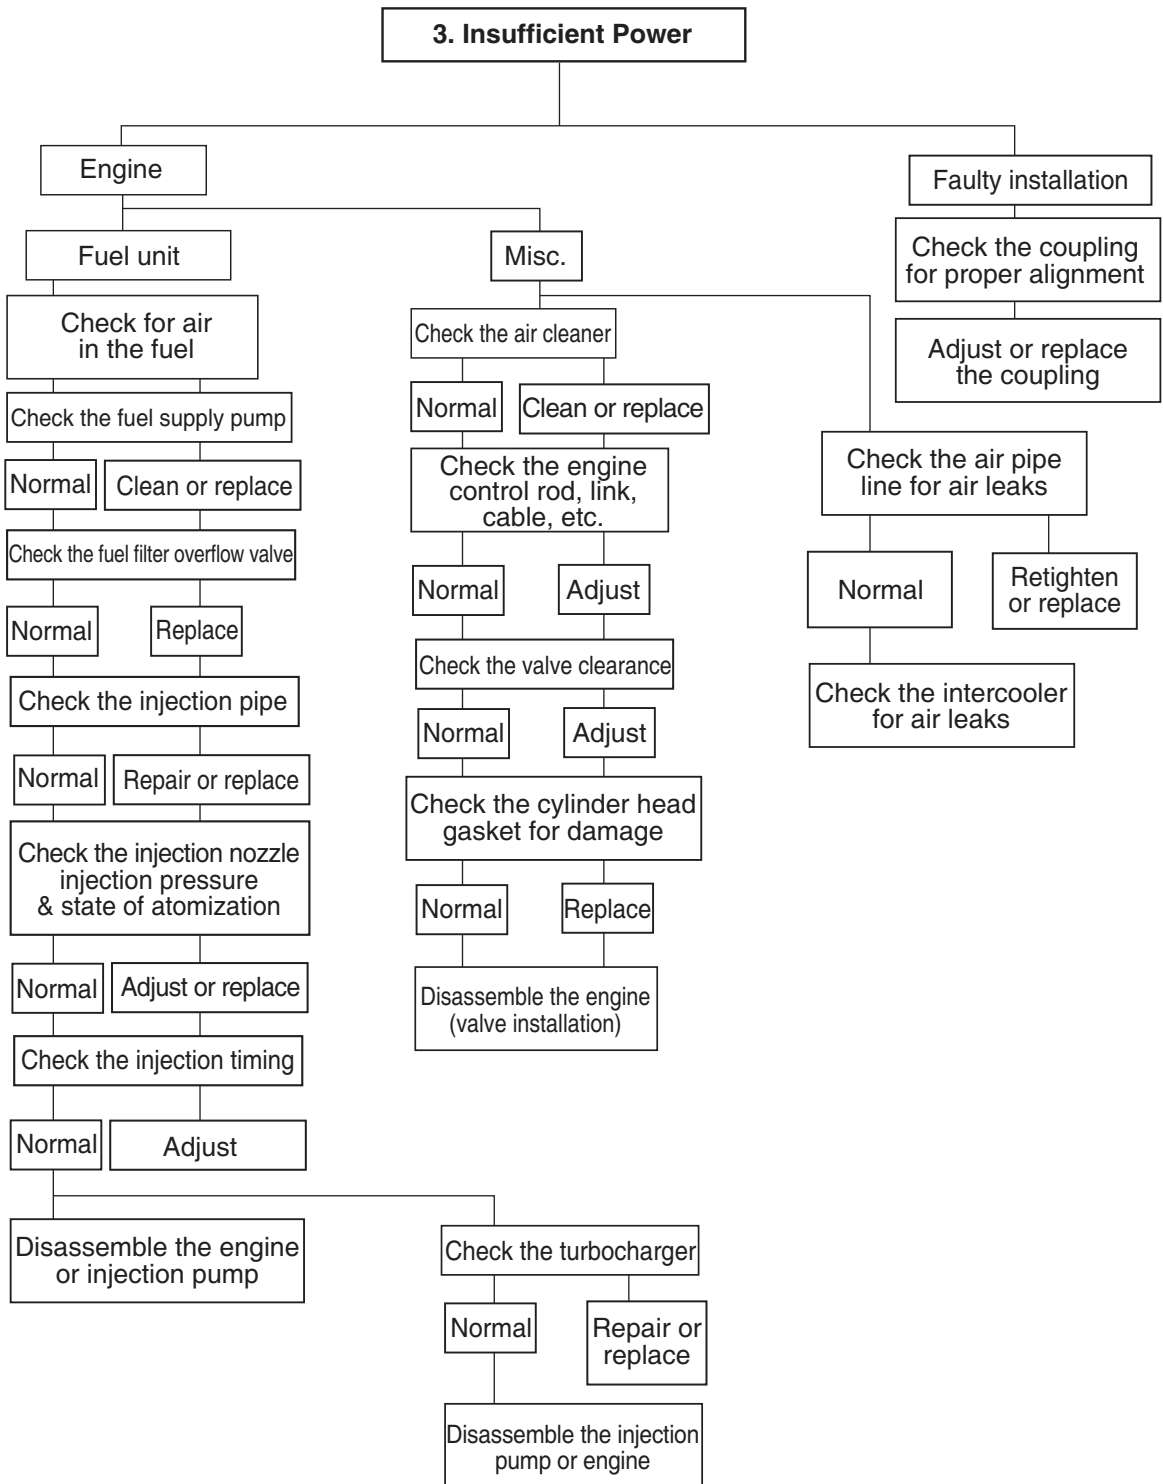 3. Insufficient Power
Engine
Faulty installation
Fuel unit
Misc.
Check the coupling
for proper alignment
Adjust or replace
the coupling
Check for air
in the fuel
Check the fuel supply pump
Normal
Clean or replace
Check the fuel filter overflow valve
Normal
Replace
Check the injection pipe
Normal
Repair or replace
Check the injection nozzle
injection pressure
& state of atomization
Normal
Adjust or replace
Check the injection timing
Normal
Adjust
Disassemble the engine
or injection pump
Check the turbocharger
Normal
Repair or
replace
Disassemble the injection
pump or engine
Check the air cleaner
Normal
Clean or replace
Check the engine
control rod, link,
cable, etc.
Normal
Adjust
Check the valve clearance
Normal
Adjust
Check the cylinder head
gasket for damage
Normal
Replace
Disassemble the engine
(valve installation)
Check the air pipe
line for air leaks
Normal
Retighten
or replace
Check the intercooler
for air leaks